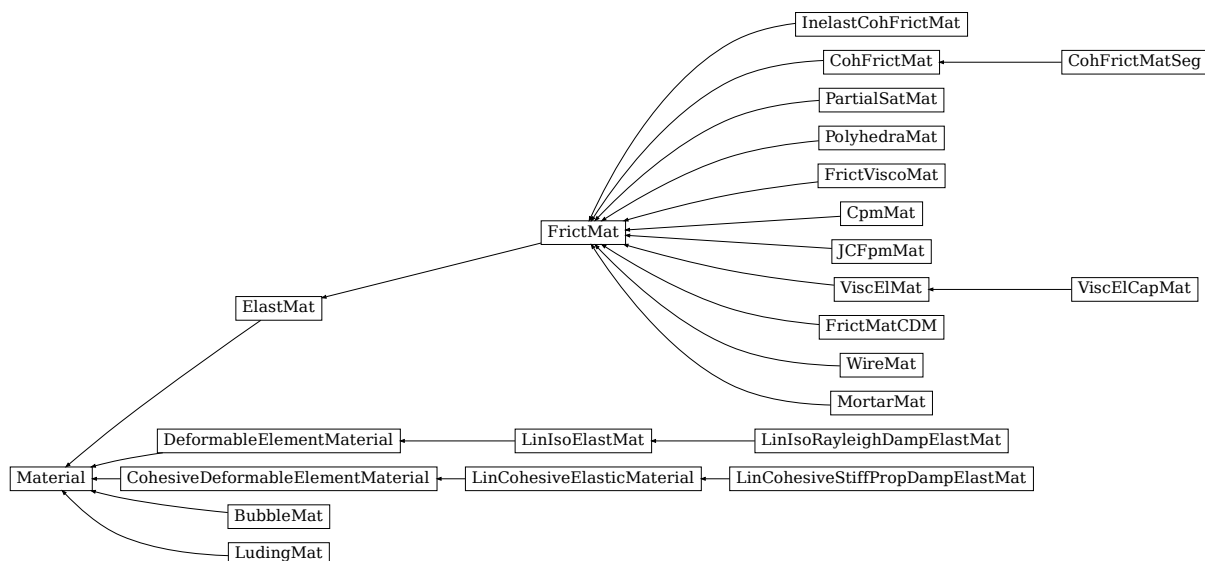 InelastCohFrictMat
CohFrictMat
CohFrictMatSeg
PartialSatMat
PolyhedraMat
FrictViscoMat
CpmMat
FrictMat
JCFpmMat
ViscElMat
ViscElCapMat
ElastMat
FrictMatCDM
WireMat
MortarMat
DeformableElementMaterial
LinIsoElastMat
LinIsoRayleighDampElastMat
Material
CohesiveDeformableElementMaterial
LinCohesiveElasticMaterial
LinCohesiveStiffPropDampElastMat
BubbleMat
LudingMat